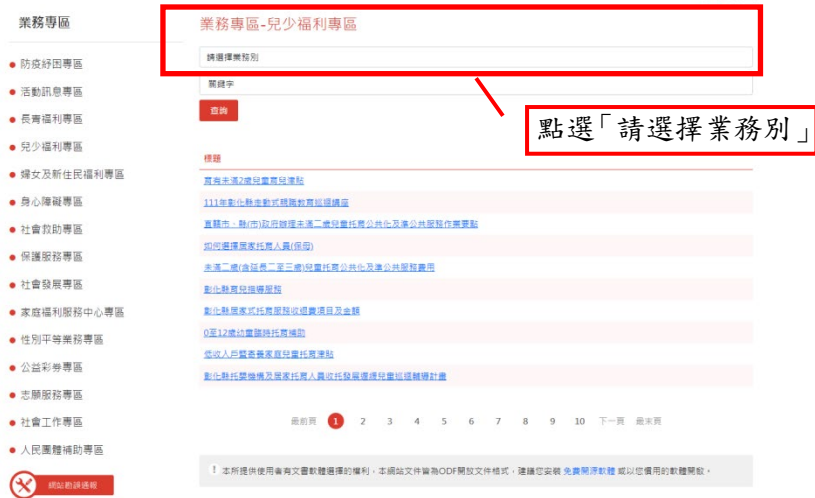 業務專區
業務專區-兒少福利專區
請選擇業務別
關鍵字
查詢
點選「請選擇業務別」
防疫紓困專區
活動訊息專區
長青福利專區
兒少福利專區
婦女及新住民福利專區
身心障礙專區
社會救助專區
保護服務專區
社會發展專區
家庭福利服務中心專區
性別平等業務專區
公益彩券專區
志願服務專區
社會工作專區
人民團體補助專區
網站錯誤通報
標題
育有未滿2歲兒童育兒津貼
111年彰化縣走動式親職教育巡迴講座
直轄市、縣(市)政府辦理未滿二歲兒童托育公共化及準公共服務作業要點
如何選擇居家托育人員(保母)
未滿二歲(含延長二至三歲)兒童托育公共化及準公共服務費用
彰化縣育兒指導服務
彰化縣居家式托育服務收退費項目及金額
0至12歲幼童臨時托育補助
低收入戶暨寄養家庭兒童托育津貼
彰化縣托嬰機構及居家托育人員收托發展遲緩兒童巡迴輔導計畫
最前頁 1 2 3 4 5 6 7 8 9 10 下一頁 最末頁
! 本所提供使用者有文書軟體選擇的權利，本網站文件皆為ODF開放文件格式，建議您安裝 免費開源軟體 或以您慣用的軟體開啟。